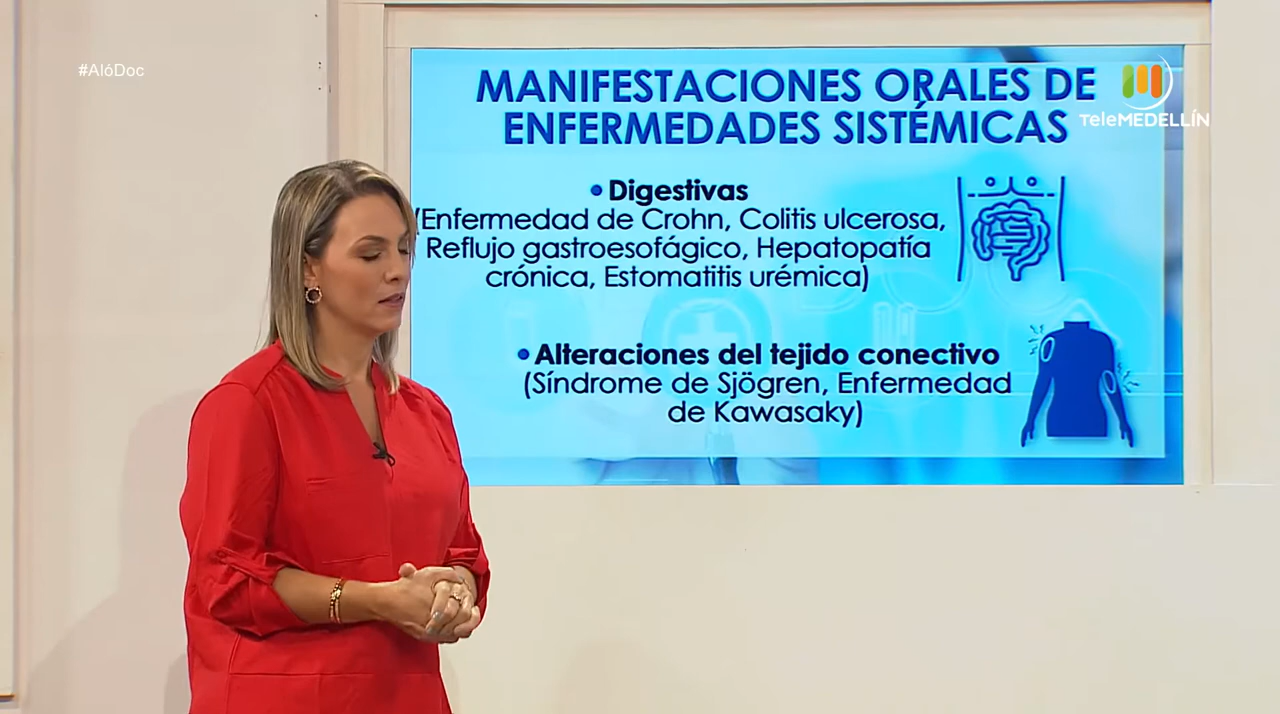 #AlóDoc
MANIFESTACIONES ORALES DE
ENFERMEDADES SISTÉMICAS
TeleMEDELLÍN
•Digestivas
(Enfermedad de Crohn, Colitis ulcerosa,
Reflujo gastroesofágico, Hepatopatía
crónica, Estomatitis urémica)
•Alteraciones del tejido conectivo
(Síndrome de Sjögren, Enfermedad
de Kawasaky)